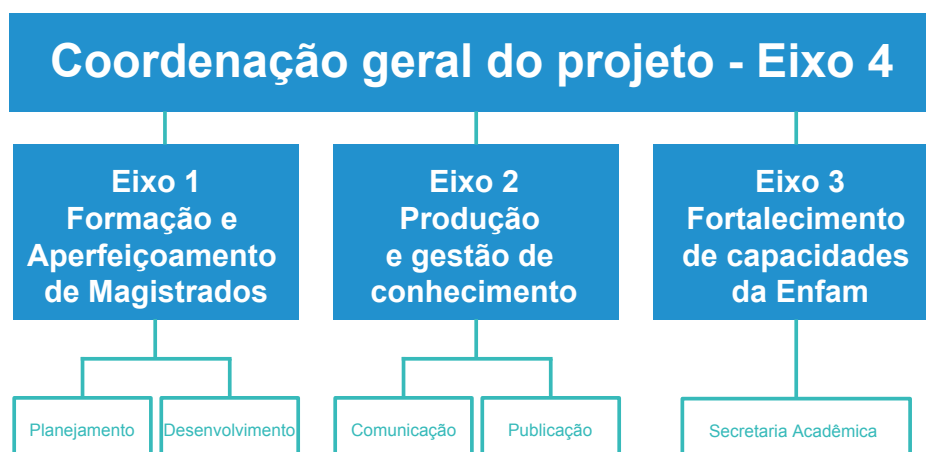 Coordenação geral do projeto - Eixo 4
Eixo 1
Formação e
Aperfeiçoamento
de Magistrados
Eixo 2
Produção
e gestão de
conhecimento
Eixo 3
Fortalecimento
de capacidades
da Enfam
Planejamento
Desenvolvimento
Comunicação
Publicação
Secretaria Acadêmica